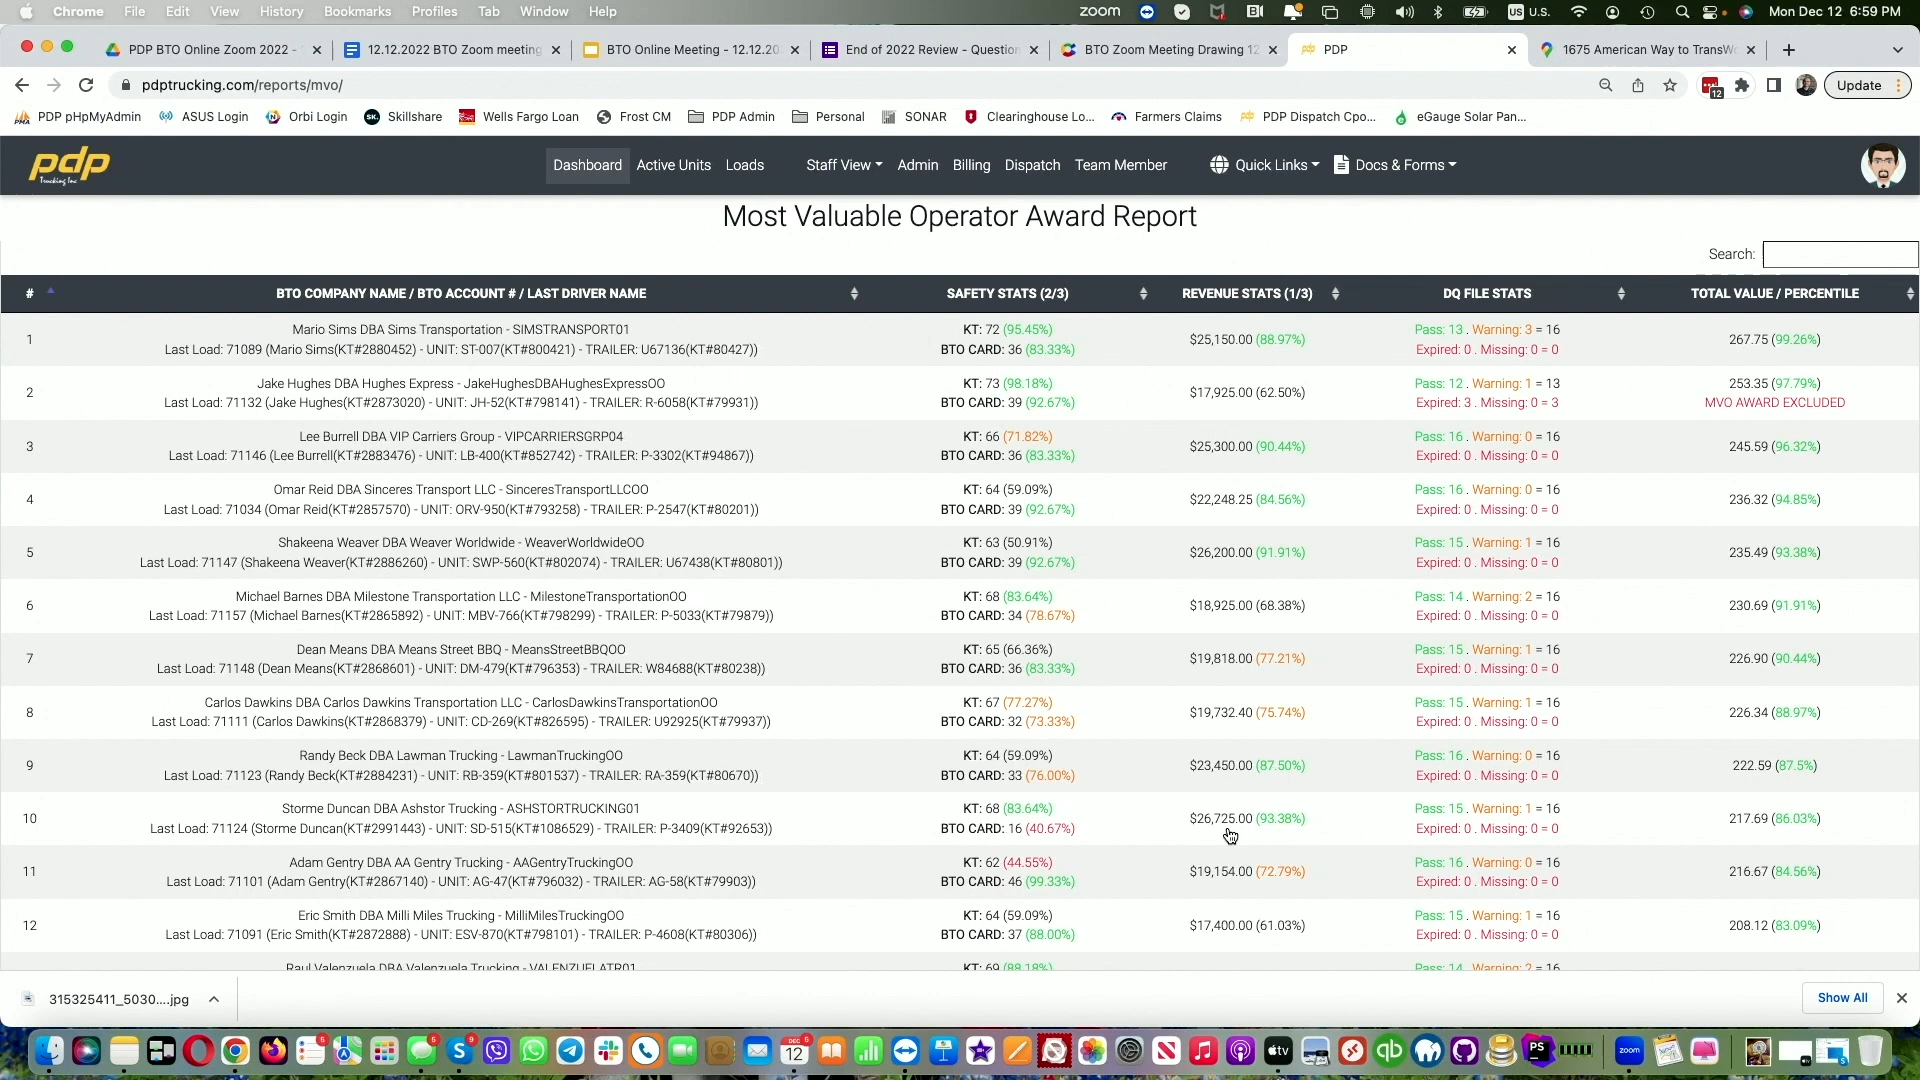 Chrome File Edit View History Bookmarks Profiles Tab Window Help zoom U.S. Mon Dec 12 6:59 PM
PDP BTO Online Zoom 2022 - 12.12.2022 BTO Zoom meeting BTO Online Meeting - 12.12.20 End of 2022 Review - Question BTO Zoom Meeting Drawing 12 PDP 1675 American Way to TransWo
pdptrucking.com/reports/mvo/ 12 Update
PDP pHpMyAdmin ASUS Login Orbi Login Skillshare Wells Fargo Loan Frost CM PDP Admin Personal SONAR Clearinghouse Lo... Farmers Claims PDP Dispatch Cpo... eGauge Solar Pan...
pdp Trucking Inc Dashboard Active Units Loads Staff View Admin Billing Dispatch Team Member Quick Links Docs & Forms
Most Valuable Operator Award Report
Search:
# BTO COMPANY NAME / BTO ACCOUNT # / LAST DRIVER NAME SAFETY STATS (2/3) REVENUE STATS (1/3) DQ FILE STATS TOTAL VALUE / PERCENTILE
1 Mario Sims DBA Sims Transportation - SIMSTRANSPORT01 KT: 72 (95.45%) $25,150.00 (88.97%) Pass: 13 . Warning: 3 = 16 267.75 (99.26%)
Last Load: 71089 (Mario Sims(KT#2880452) - UNIT: ST-007(KT#800421) - TRAILER: U67136(KT#80427)) BTO CARD: 36 (83.33%) Expired: 0 . Missing: 0 = 0
2 Jake Hughes DBA Hughes Express - JakeHughesDBAHughesExpressOO KT: 73 (98.18%) $17,925.00 (62.50%) Pass: 12 . Warning: 1 = 13 253.35 (97.79%)
Last Load: 71132 (Jake Hughes(KT#2873020) - UNIT: JH-52(KT#798141) - TRAILER: R-6058(KT#79931)) BTO CARD: 39 (92.67%) Expired: 3 . Missing: 0 = 3 MVO AWARD EXCLUDED
3 Lee Burrell DBA VIP Carriers Group - VIPCARRIERSGRP04 KT: 66 (71.82%) $25,300.00 (90.44%) Pass: 16 . Warning: 0 = 16 245.59 (96.32%)
Last Load: 71146 (Lee Burrell(KT#2883476) - UNIT: LB-400(KT#852742) - TRAILER: P-3302(KT#94867)) BTO CARD: 36 (83.33%) Expired: 0 . Missing: 0 = 0
4 Omar Reid DBA Sinceres Transport LLC - SinceresTransportLLCOO KT: 64 (59.09%) $22,248.25 (84.56%) Pass: 16 . Warning: 0 = 16 236.32 (94.85%)
Last Load: 71034 (Omar Reid(KT#2857570) - UNIT: ORV-950(KT#793258) - TRAILER: P-2547(KT#80201)) BTO CARD: 39 (92.67%) Expired: 0 . Missing: 0 = 0
5 Shakeena Weaver DBA Weaver Worldwide - WeaverWorldwideOO KT: 63 (50.91%) $26,200.00 (91.91%) Pass: 15 . Warning: 1 = 16 235.49 (93.38%)
Last Load: 71147 (Shakeena Weaver(KT#2886260) - UNIT: SWP-560(KT#802074) - TRAILER: U67438(KT#80801)) BTO CARD: 39 (92.67%) Expired: 0 . Missing: 0 = 0
6 Michael Barnes DBA Milestone Transportation LLC - MilestoneTransportationOO KT: 68 (83.64%) $18,925.00 (68.38%) Pass: 14 . Warning: 2 = 16 230.69 (91.91%)
Last Load: 71157 (Michael Barnes(KT#2865892) - UNIT: MBV-766(KT#798299) - TRAILER: P-5033(KT#79879)) BTO CARD: 34 (78.67%) Expired: 0 . Missing: 0 = 0
7 Dean Means DBA Means Street BBQ - MeansStreetBBQOO KT: 65 (66.36%) $19,818.00 (77.21%) Pass: 15 . Warning: 1 = 16 226.90 (90.44%)
Last Load: 71148 (Dean Means(KT#2868601) - UNIT: DM-479(KT#796353) - TRAILER: W84688(KT#80238)) BTO CARD: 36 (83.33%) Expired: 0 . Missing: 0 = 0
8 Carlos Dawkins DBA Carlos Dawkins Transportation LLC - CarlosDawkinsTransportationOO KT: 67 (77.27%) $19,732.40 (75.74%) Pass: 15 . Warning: 1 = 16 226.34 (88.97%)
Last Load: 71111 (Carlos Dawkins(KT#2868379) - UNIT: CD-269(KT#826595) - TRAILER: U92925(KT#79937)) BTO CARD: 32 (73.33%) Expired: 0 . Missing: 0 = 0
9 Randy Beck DBA Lawman Trucking - LawmanTruckingOO KT: 64 (59.09%) $23,450.00 (87.50%) Pass: 16 . Warning: 0 = 16 222.59 (87.5%)
Last Load: 71123 (Randy Beck(KT#2884231) - UNIT: RB-359(KT#801537) - TRAILER: RA-359(KT#80670)) BTO CARD: 33 (76.00%) Expired: 0 . Missing: 0 = 0
10 Storme Duncan DBA Ashstor Trucking - ASHSTORTRUCKING01 KT: 68 (83.64%) $26,725.00 (93.38%) Pass: 15 . Warning: 1 = 16 217.69 (86.03%)
Last Load: 71124 (Storme Duncan(KT#2991443) - UNIT: SD-515(KT#1086529) - TRAILER: P-3409(KT#92653)) BTO CARD: 16 (40.67%) Expired: 0 . Missing: 0 = 0
11 Adam Gentry DBA AA Gentry Trucking - AAGentryTruckingOO KT: 62 (44.55%) $19,154.00 (72.79%) Pass: 16 . Warning: 0 = 16 216.67 (84.56%)
Last Load: 71101 (Adam Gentry(KT#2867140) - UNIT: AG-47(KT#796032) - TRAILER: AG-58(KT#79903)) BTO CARD: 46 (99.33%) Expired: 0 . Missing: 0 = 0
12 Eric Smith DBA Milli Miles Trucking - MilliMilesTruckingOO KT: 64 (59.09%) $17,400.00 (61.03%) Pass: 15 . Warning: 1 = 16 208.12 (83.09%)
Last Load: 71091 (Eric Smith(KT#2872888) - UNIT: ESV-870(KT#798101) - TRAILER: P-4608(KT#80306)) BTO CARD: 37 (88.00%) Expired: 0 . Missing: 0 = 0
Raul Valenzuela DBA Valenzuela Trucking - VALENZUELATR01 KT: 69 (88.18%) Pass: 14 . Warning: 2 = 16
315325411_5030....jpg Show All